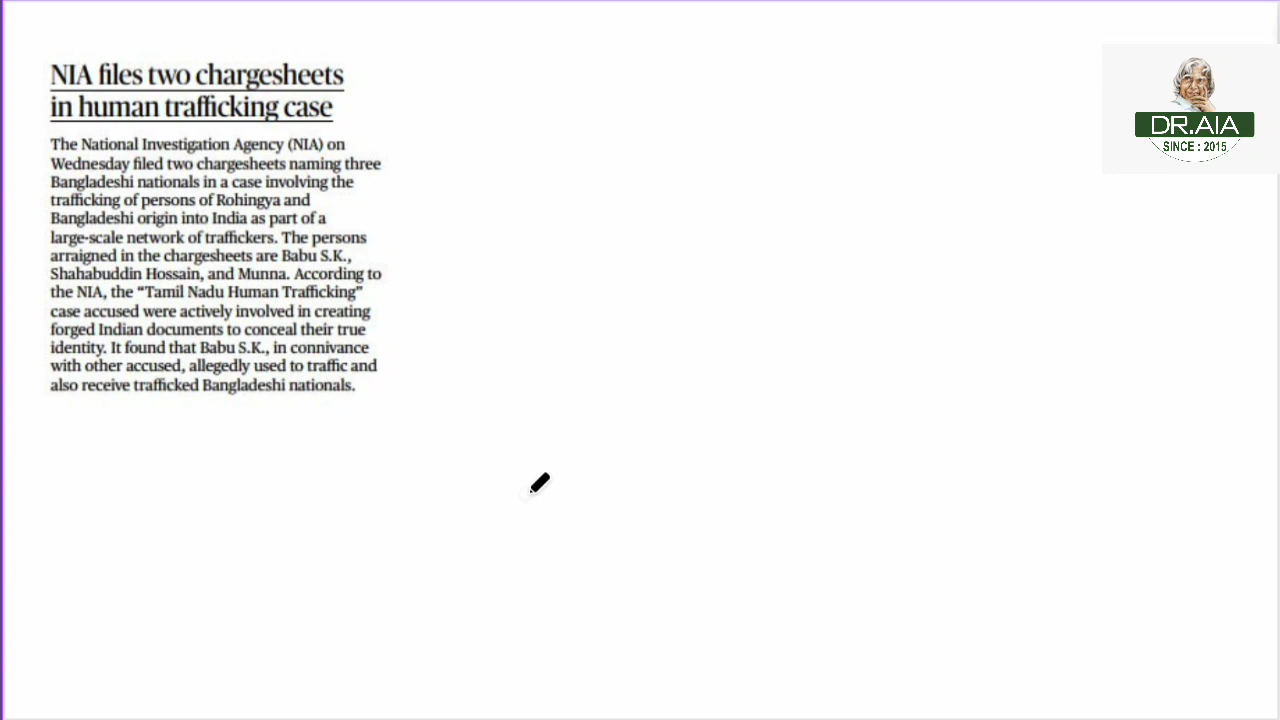 NIA files two chargesheets
in human trafficking case
The National Investigation Agency (NIA) on
Wednesday filed two chargesheets naming three
Bangladeshi nationals in a case involving the
trafficking of persons of Rohingya and
Bangladeshi origin into India as part of a
large-scale network of traffickers. The persons
arraigned in the chargesheets are Babu S.K.,
Shahabuddin Hossain, and Munna. According to
the NIA, the “Tamil Nadu Human Trafficking”
case accused were actively involved in creating
forged Indian documents to conceal their true
identity. It found that Babu S.K., in connivance
with other accused, allegedly used to traffic and
also receive trafficked Bangladeshi nationals.
DR.AIA
SINCE : 2015